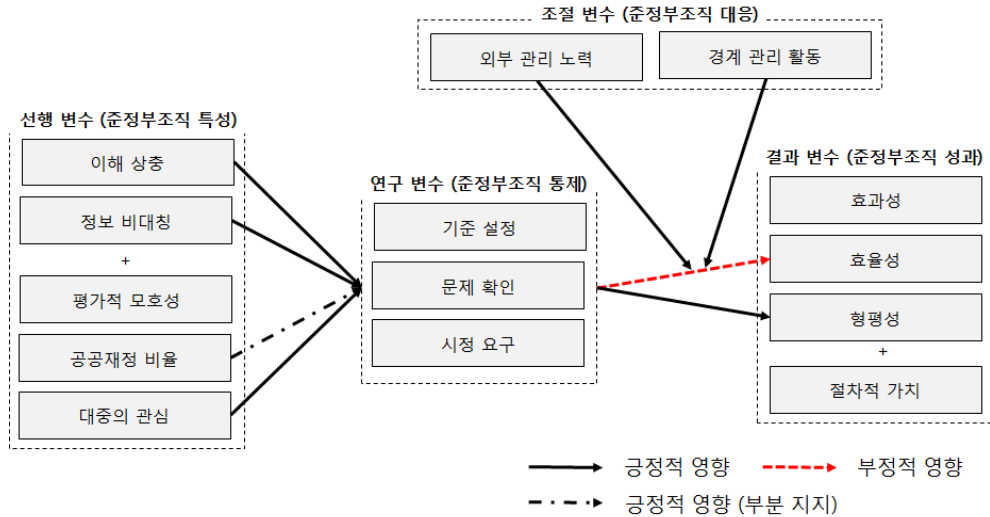 조절 변수 (준정부조직 대응)
외부 관리 노력
경계 관리 활동
선행 변수 (준정부조직 특성)
이해 상충
정보 비대칭
+
평가적 모호성
공공재정 비율
대중의 관심
연구 변수 (준정부조직 통제)
기준 설정
문제 확인
시정 요구
결과 변수 (준정부조직 성과)
효과성
효율성
형평성
+
절차적 가치
긍정적 영향
부정적 영향
긍정적 영향 (부분 지지)